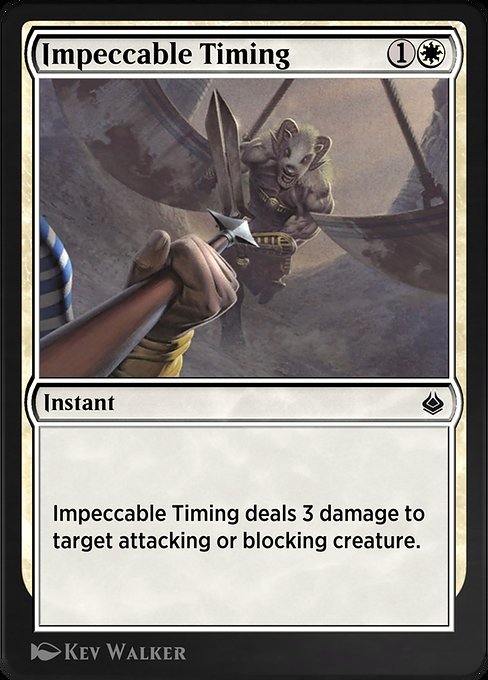 Impeccable Timing
1
Instant
Impeccable Timing deals 3 damage to
target attacking or blocking creature.
Kev Walker